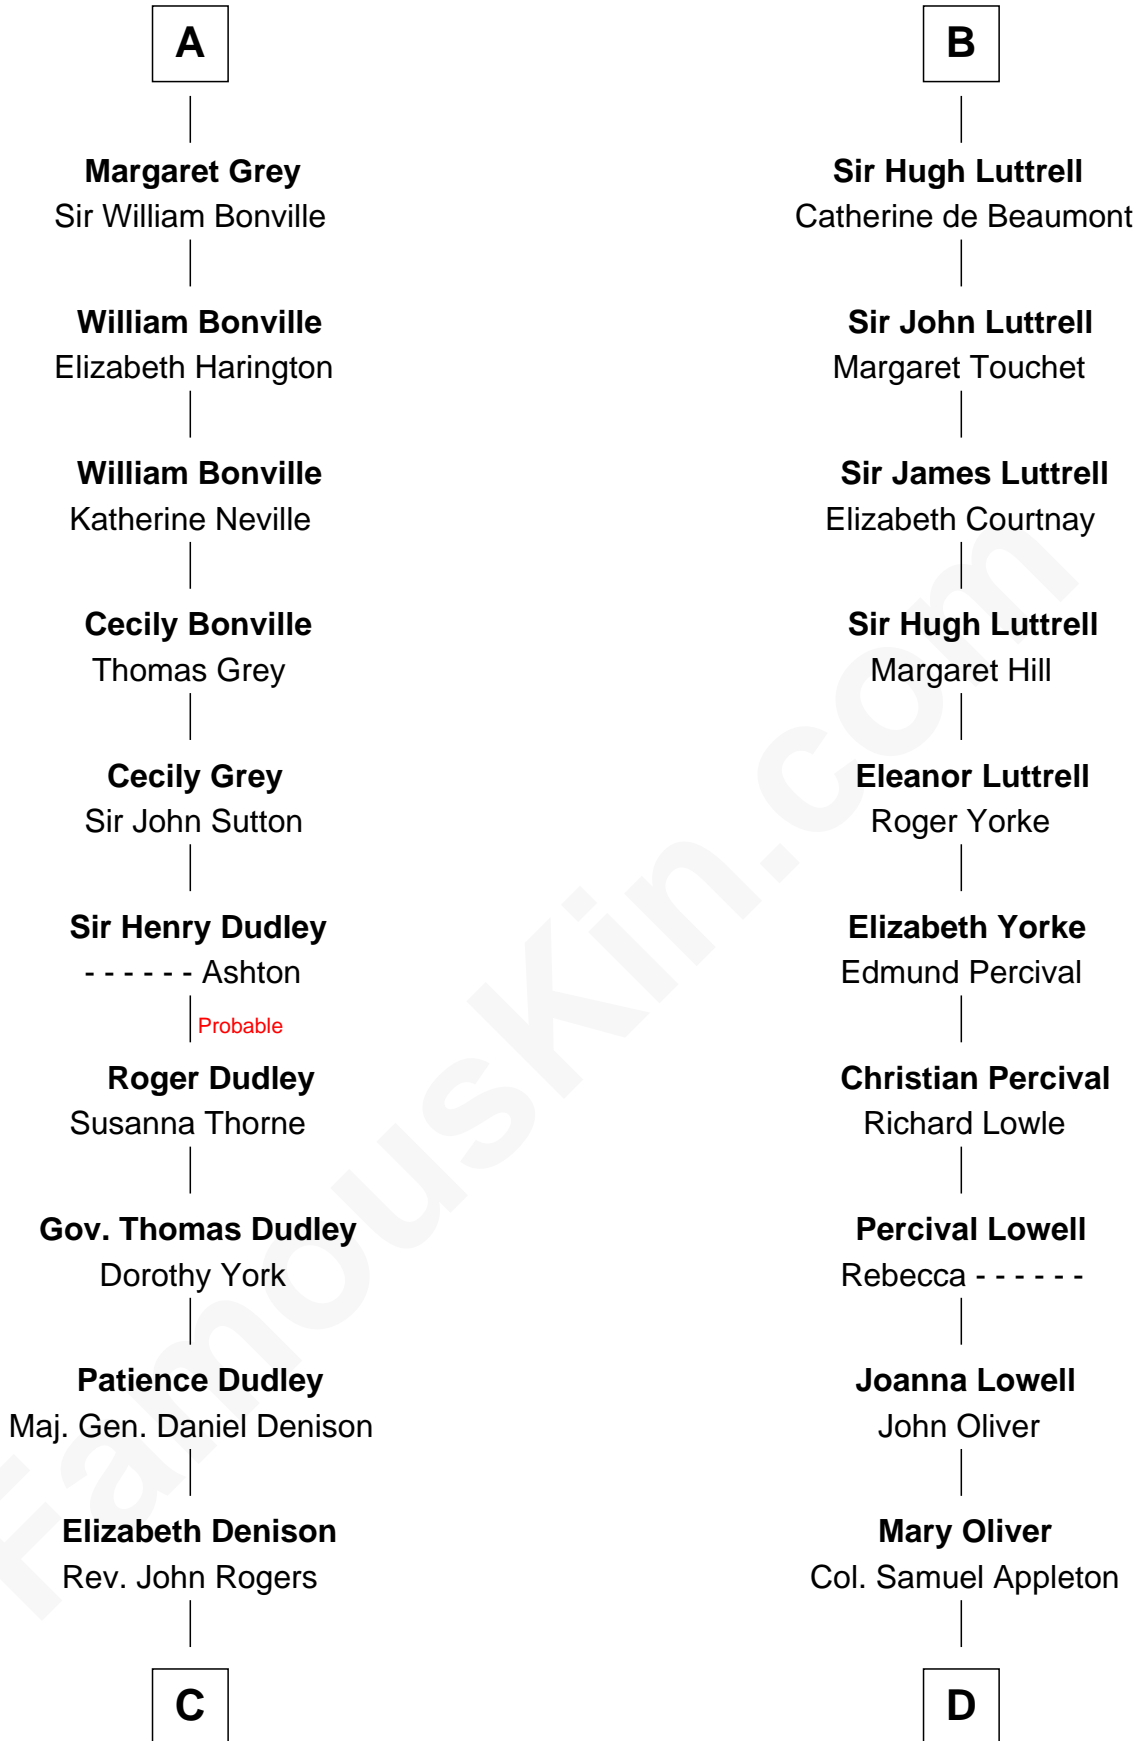 A
Margaret Grey
Sir William Bonville
William Bonville
Elizabeth Harington
William Bonville
Katherine Neville
Cecily Bonville
Thomas Grey
Cecily Grey
Sir John Sutton
Sir Henry Dudley
- - - - - - Ashton
Probable
Roger Dudley
Susanna Thorne
Gov. Thomas Dudley
Dorothy York
Patience Dudley
Maj. Gen. Daniel Denison
Elizabeth Denison
Rev. John Rogers
C
B
Sir Hugh Luttrell
Catherine de Beaumont
Sir John Luttrell
Margaret Touchet
Sir James Luttrell
Elizabeth Courtnay
Sir Hugh Luttrell
Margaret Hill
Eleanor Luttrell
Roger Yorke
Elizabeth Yorke
Edmund Percival
Christian Percival
Richard Lowle
Percival Lowell
Rebecca - - - - - -
Joanna Lowell
John Oliver
Mary Oliver
Col. Samuel Appleton
D
FamousKin.com